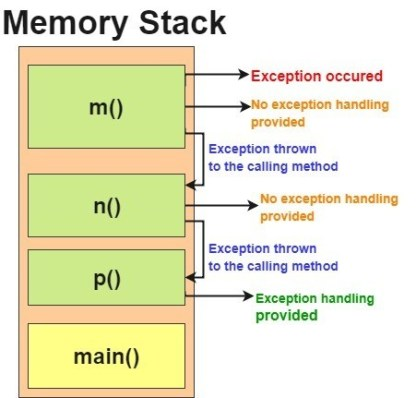 Memory Stack
Exception occured
m()
No exception handling
provided
Exception thrown
to the calling method
n()
No exception handling
provided
Exception thrown
to the calling method
p()
Exception handling
provided
main()